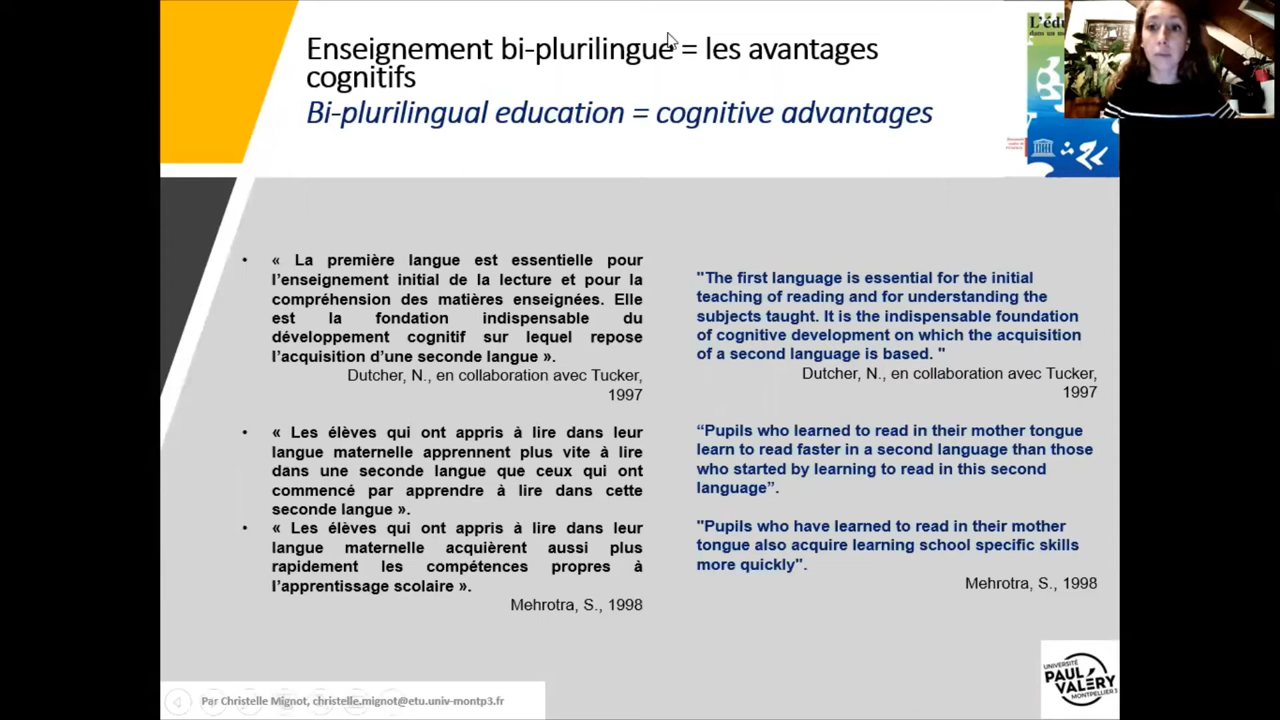 Enseignement bi-plurilingue = les avantages
cognitifs
Bi-plurilingual education = cognitive advantages
L'édu
dans un m
• « La première langue est essentielle pour
l'enseignement initial de la lecture et pour la
compréhension des matières enseignées. Elle
est la fondation indispensable du
développement cognitif sur lequel repose
l'acquisition d'une seconde langue ».
Dutcher, N., en collaboration avec Tucker,
1997
• « Les élèves qui ont appris à lire dans leur
langue maternelle apprennent plus vite à lire
dans une seconde langue que ceux qui ont
commencé par apprendre à lire dans cette
seconde langue ».
• « Les élèves qui ont appris à lire dans leur
langue maternelle acquièrent aussi plus
rapidement les compétences propres à
l'apprentissage scolaire ».
Mehrotra, S., 1998
"The first language is essential for the initial
teaching of reading and for understanding the
subjects taught. It is the indispensable foundation
of cognitive development on which the acquisition
of a second language is based. "
Dutcher, N., en collaboration avec Tucker,
1997
“Pupils who learned to read in their mother tongue
learn to read faster in a second language than those
who started by learning to read in this second
language”.
"Pupils who have learned to read in their mother
tongue also acquire learning school specific skills
more quickly".
Mehrotra, S., 1998
Par Christelle Mignot, christelle.mignot@etu.univ-montp3.fr
UNIVERSITÉ
PAUL
VALÉRY
MONTPELLIER 3